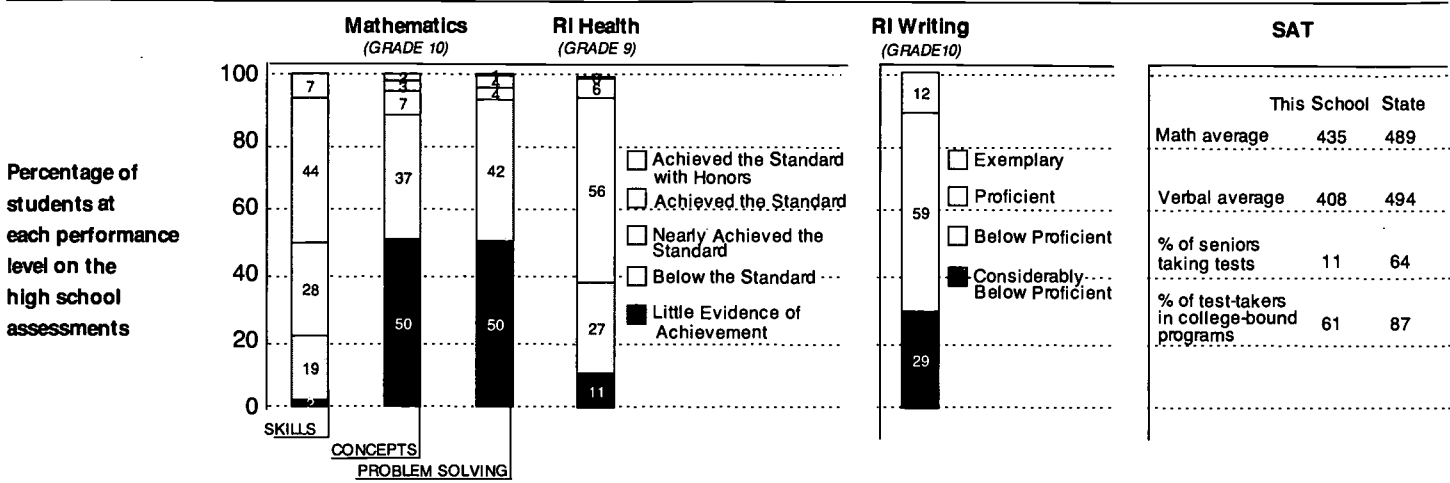 Mathematics
(GRADE 10)
RI Health
(GRADE 9)
RI Writing
(GRADE10)
SAT
Percentage of
students at
each performance
level on the
high school
assessments
100
80
60
40
20
0
7
44
28
19
2
SKILLS
3
7
37
50
CONCEPTS
4
4
42
50
PROBLEM SOLVING
6
56
27
11
Achieved the Standard
with Honors
Achieved the Standard
Nearly Achieved the
Standard
Below the Standard
Little Evidence of
Achievement
12
59
29
Exemplary
Proficient
Below Proficient
Considerably
Below Proficient
This School State
Math average 435 489
Verbal average 408 494
% of seniors
taking tests 11 64
% of test-takers
in college-bound 61 87
programs